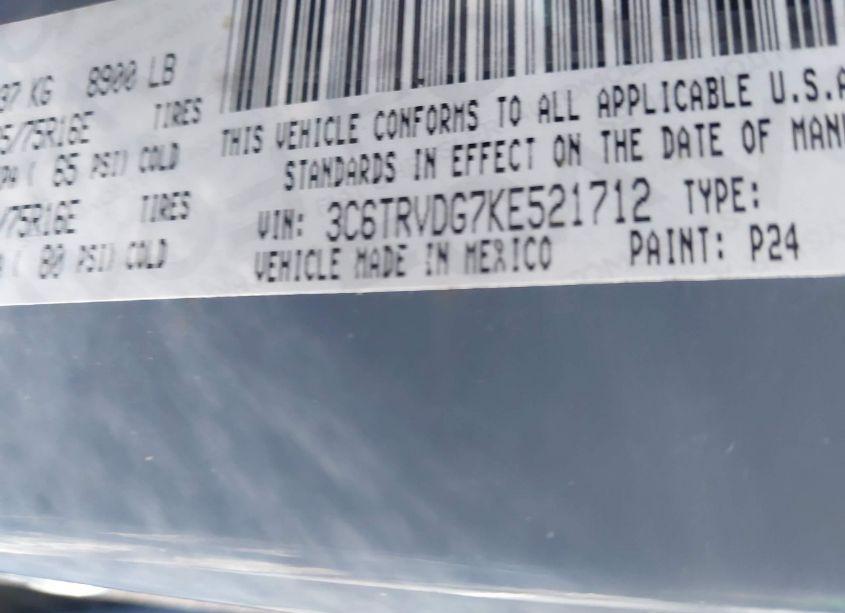 37 KG 8900 LB
5/75R16E TIRES
( 65 PSI) COLD
/75R16E TIRES
( 80 PSI) COLD
THIS VEHICLE CONFORMS TO ALL APPLICABLE U.S.A
STANDARDS IN EFFECT ON THE DATE OF MAN
VIN: 3C6TRVDG7KE521712 TYPE:
VEHICLE MADE IN MEXICO PAINT: P24